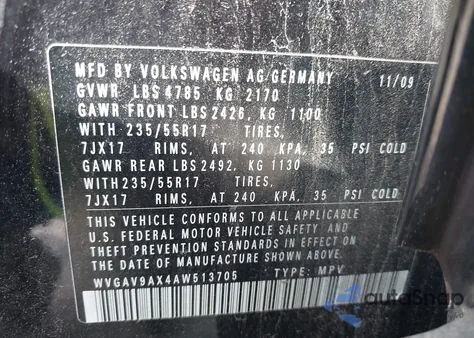 MFD BY VOLKSWAGEN AG/GERMANY 11/09
GVWR LBS 4785 KG 2170
GAWR FRONT LBS 2426, KG 1100
WITH 235/55R17 TIRES,
7JX17 RIMS, AT 240 KPA, 35 PSI COLD
GAWR REAR LBS 2492, KG 1130
WITH 235/55R17 TIRES,
7JX17 RIMS, AT 240 KPA, 35 PSI COLD
THIS VEHICLE CONFORMS TO ALL APPLICABLE
U.S. FEDERAL MOTOR VEHICLE SAFETY AND
THEFT PREVENTION STANDARDS IN EFFECT ON
THE DATE OF MANUFACTURE SHOWN ABOVE.
WVGAV9AX4AW513705 TYPE: MPV
autoSnap